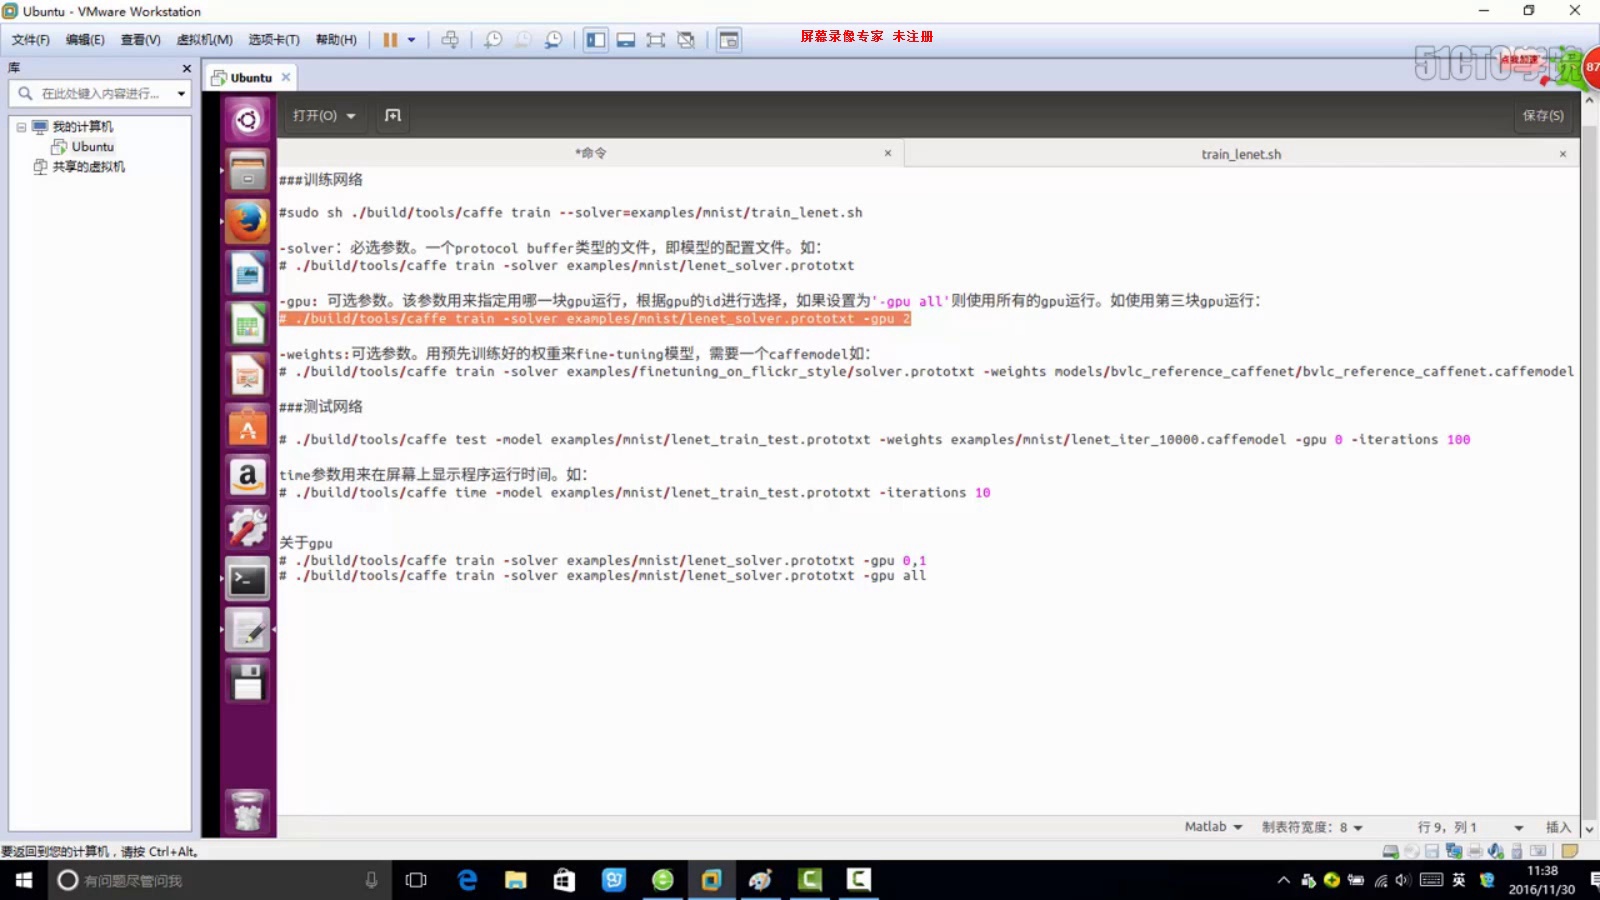 Ubuntu - VMware Workstation
文件(F) 编辑(E) 查看(V) 虚拟机(M) 选项卡(T) 帮助(H)
屏幕录像专家 未注册
51CTO学院
点我加速
87
库
Ubuntu
在此处键入内容进行...
我的计算机
Ubuntu
共享的虚拟机
打开(O)
保存(S)
*命令
train_lenet.sh
###训练网络
#sudo sh ./build/tools/caffe train --solver=examples/mnist/train_lenet.sh
-solver：必选参数。一个protocol buffer类型的文件，即模型的配置文件。如：
# ./build/tools/caffe train -solver examples/mnist/lenet_solver.prototxt
-gpu: 可选参数。该参数用来指定用哪一块gpu运行，根据gpu的id进行选择，如果设置为'-gpu all'则使用所有的gpu运行。如使用第三块gpu运行：
# ./build/tools/caffe train -solver examples/mnist/lenet_solver.prototxt -gpu 2
-weights:可选参数。用预先训练好的权重来fine-tuning模型，需要一个caffemodel如：
# ./build/tools/caffe train -solver examples/finetuning_on_flickr_style/solver.prototxt -weights models/bvlc_reference_caffenet/bvlc_reference_caffenet.caffemodel
###测试网络
# ./build/tools/caffe test -model examples/mnist/lenet_train_test.prototxt -weights examples/mnist/lenet_iter_10000.caffemodel -gpu 0 -iterations 100
time参数用来在屏幕上显示程序运行时间。如：
# ./build/tools/caffe time -model examples/mnist/lenet_train_test.prototxt -iterations 10
关于gpu
# ./build/tools/caffe train -solver examples/mnist/lenet_solver.prototxt -gpu 0,1
# ./build/tools/caffe train -solver examples/mnist/lenet_solver.prototxt -gpu all
Matlab 制表符宽度：8 行 9，列 1 插入
要返回到您的计算机，请按 Ctrl+Alt。
有问题尽管问我
英
11:38
2016/11/30